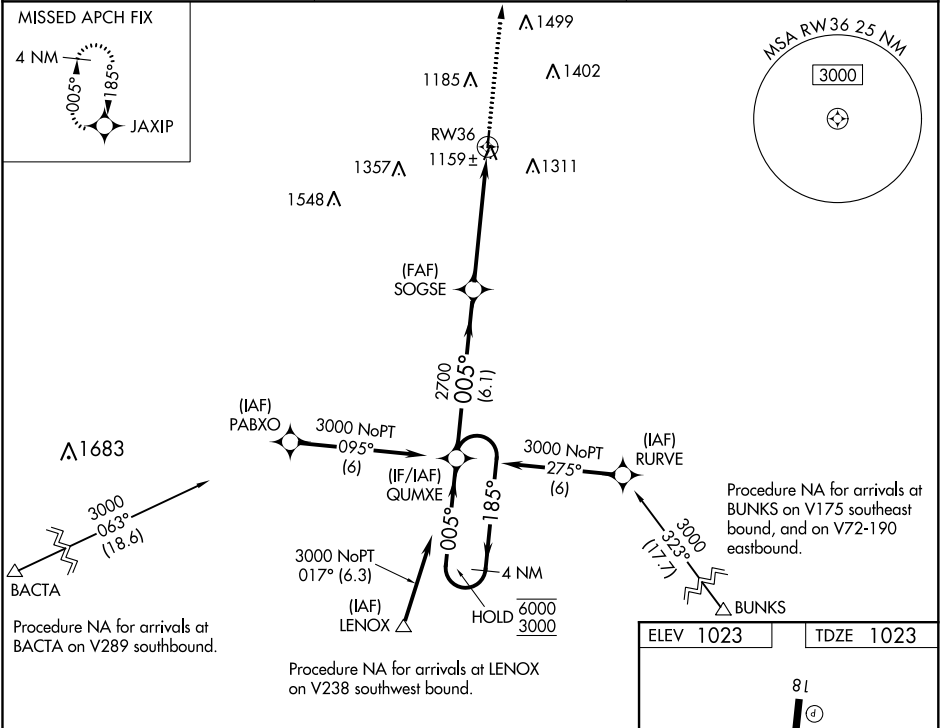 MISSED APCH FIX
4 NM
005°
185°
JAXIP
1499
1185
1402
RW36
1159±
1311
1357
1548
MSA RW36 25 NM
3000
(FAF)
SOGSE
2700
005°
(6.1)
(IAF)
PABXO
3000 NoPT
095°
(6)
(IF/IAF)
QUMXE
3000 NoPT
275°
(6)
(IAF)
RURVE
1683
3000
063°
(18.6)
BACTA
Procedure NA for arrivals at
BACTA on V289 southbound.
005°
185°
3000 NoPT
017° (6.3)
(IAF)
LENOX
4 NM
HOLD
6000
3000
Procedure NA for arrivals at LENOX
on V238 southwest bound.
3000
323°
(17.7)
BUNKS
Procedure NA for arrivals at
BUNKS on V175 southeast
bound, and on V72-190
eastbound.
ELEV 1023
TDZE 1023
18
P